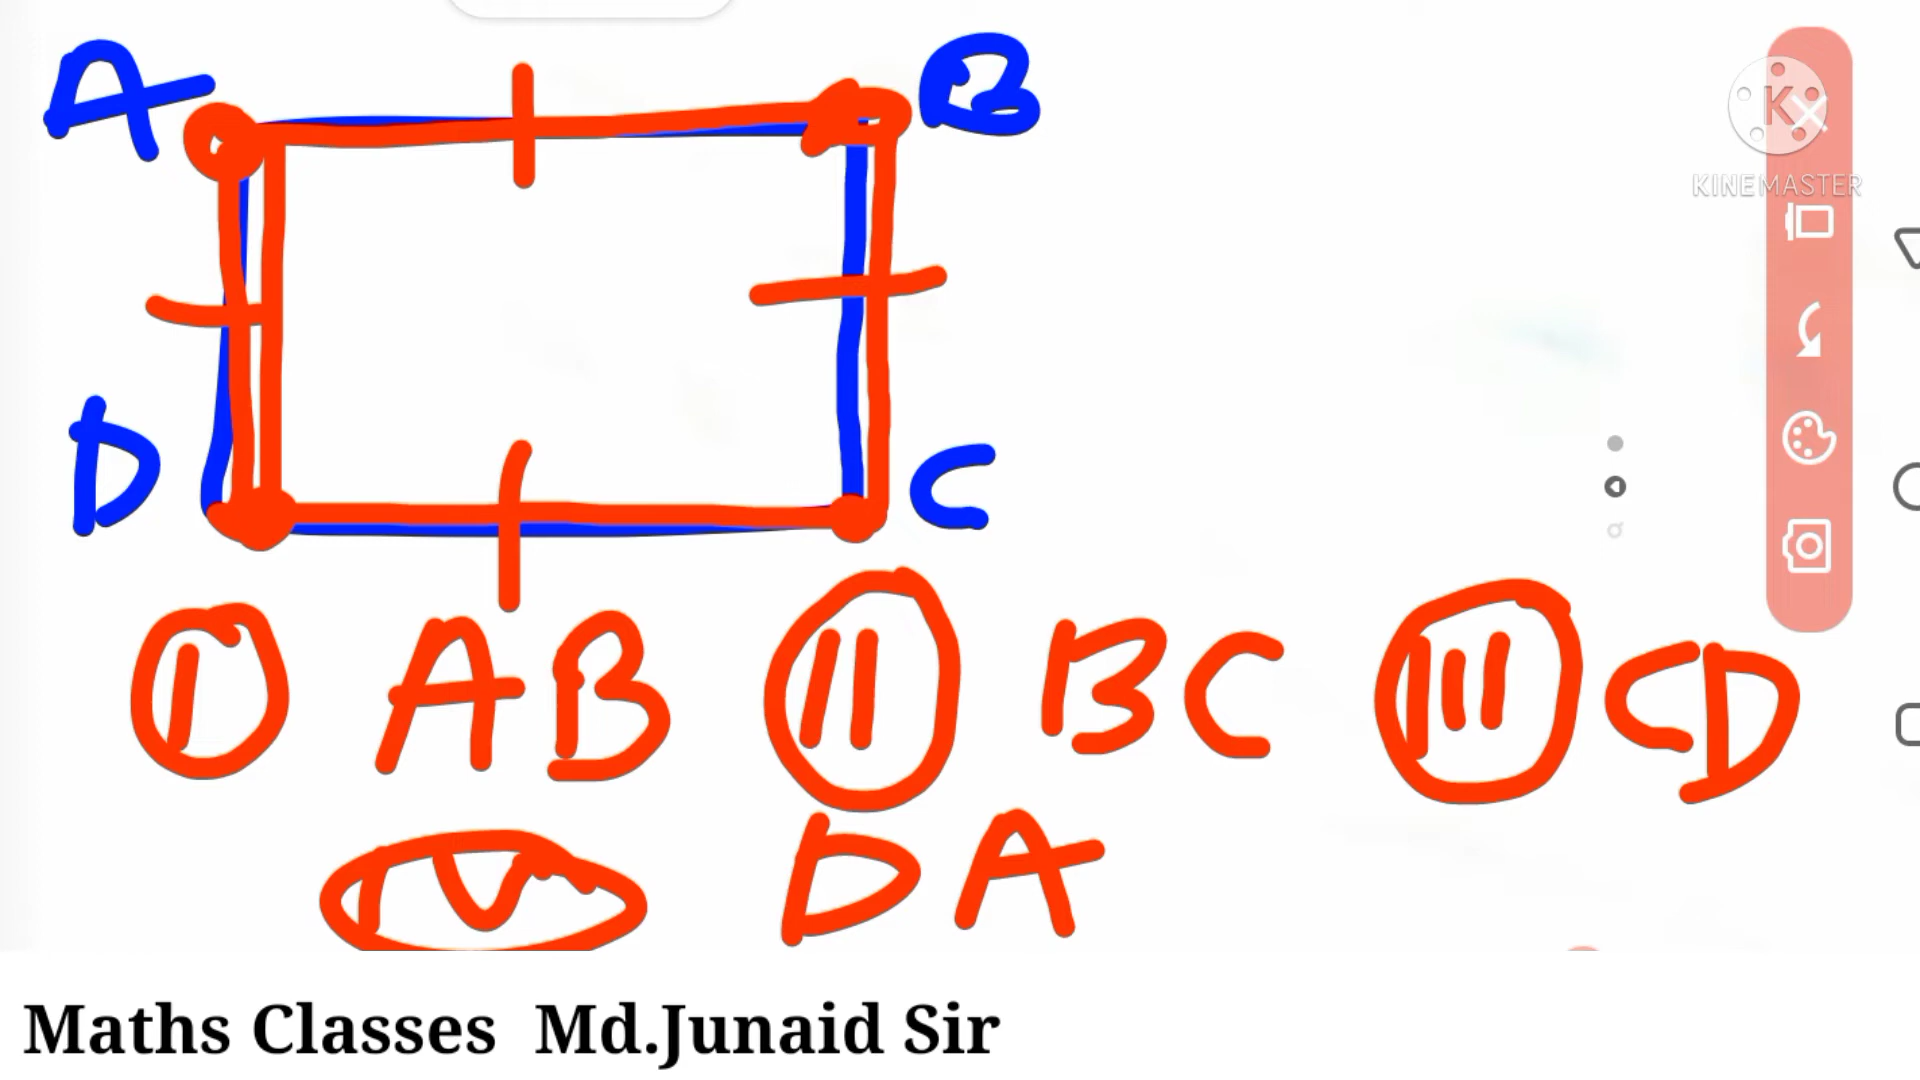 A B
KINEMASTER
D C
I AB II BC III CD
IV DA
Maths Classes Md.Junaid Sir